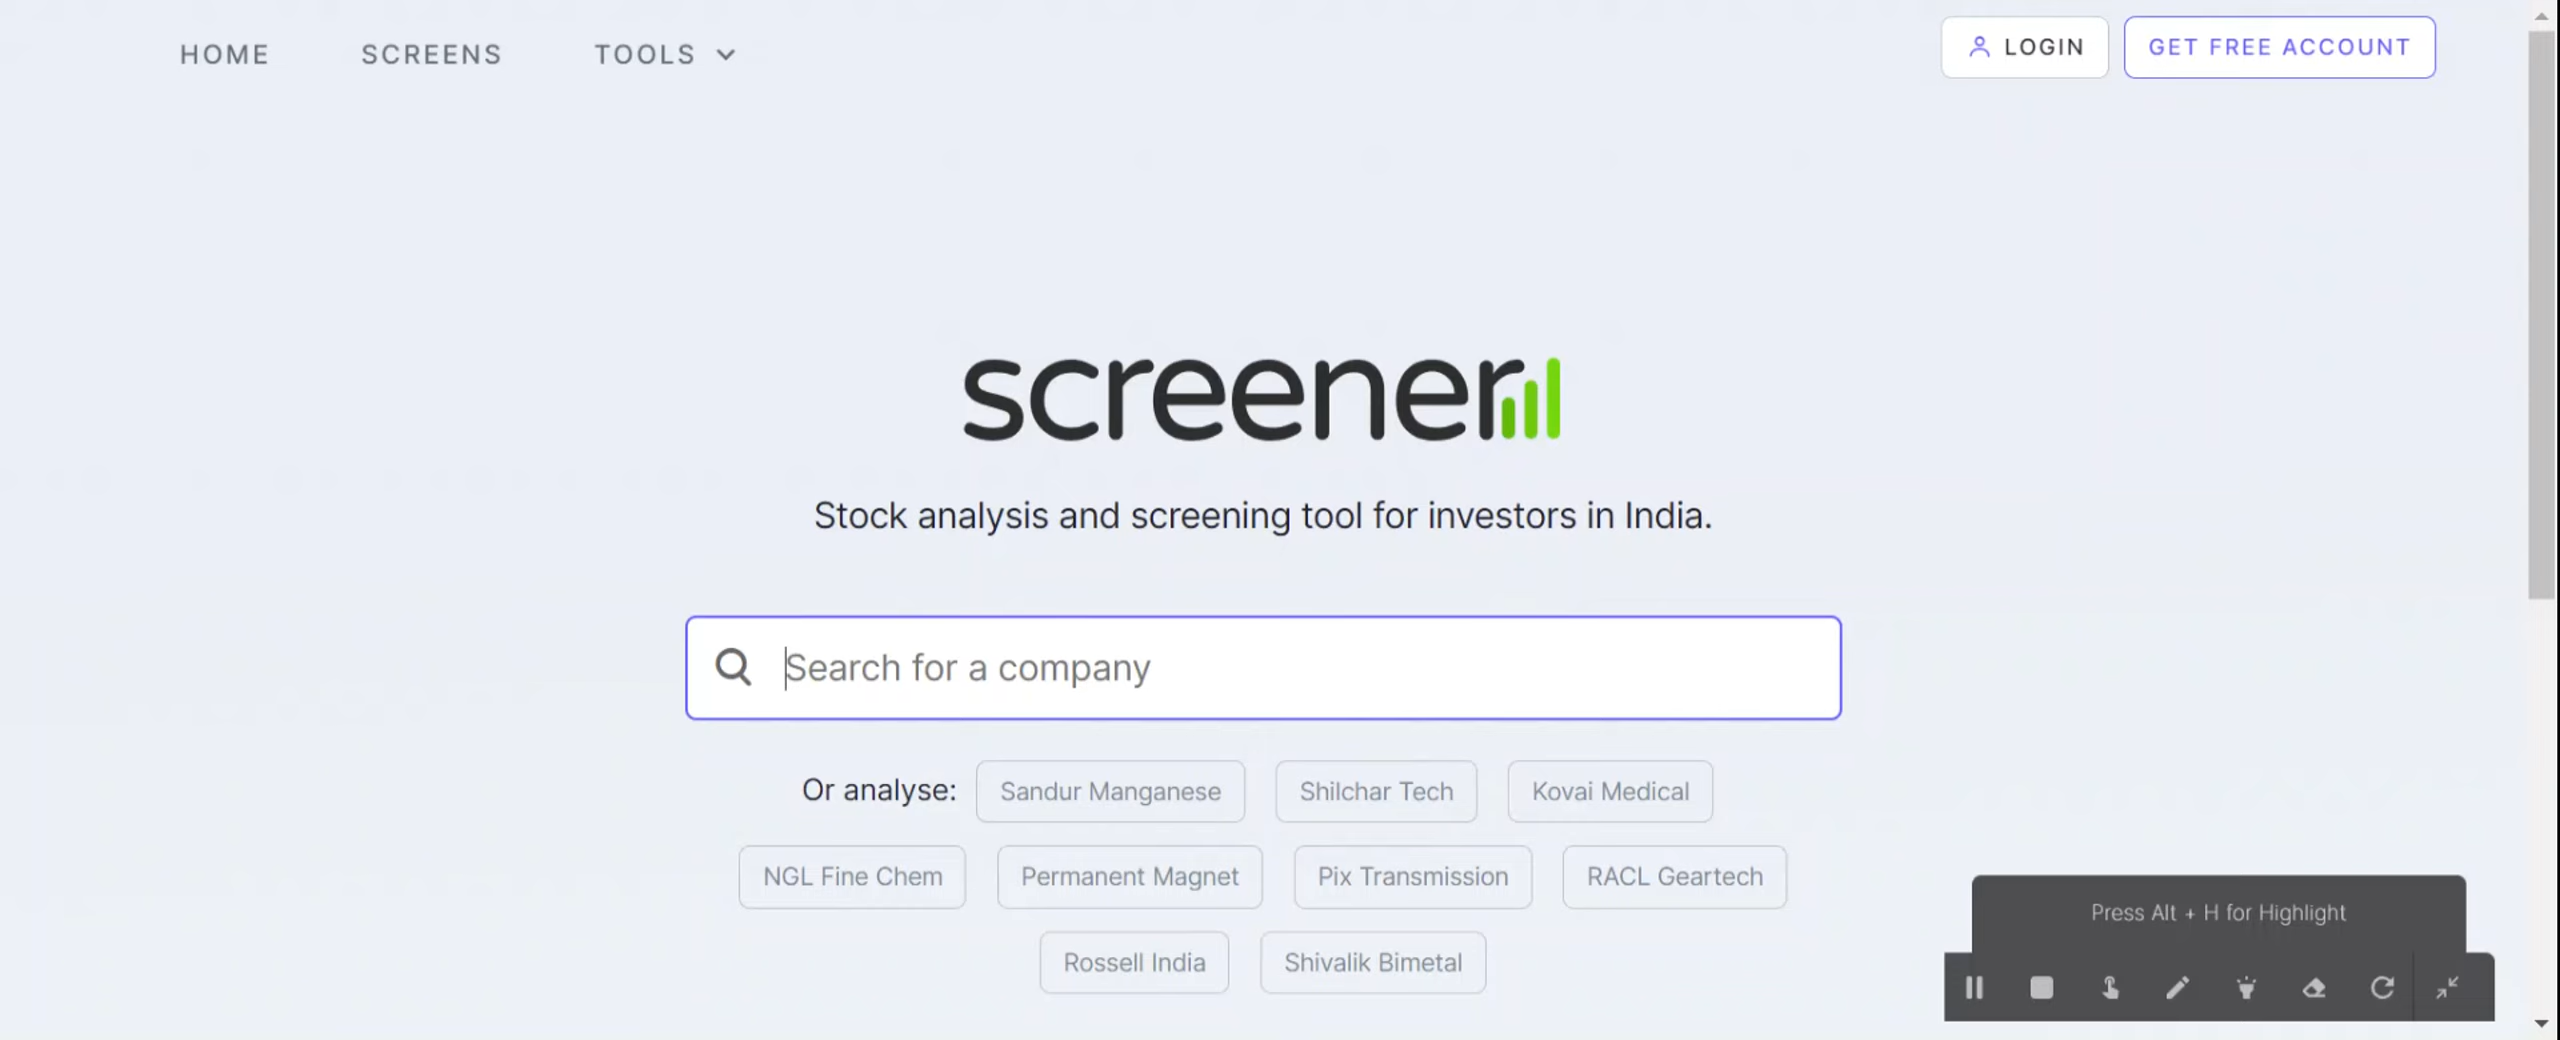 HOME SCREENS TOOLS LOGIN GET FREE ACCOUNT
screener
Stock analysis and screening tool for investors in India.
Search for a company
Or analyse: Sandur Manganese Shilchar Tech Kovai Medical
NGL Fine Chem Permanent Magnet Pix Transmission RACL Geartech
Rossell India Shivalik Bimetal
Press Alt + H for Highlight